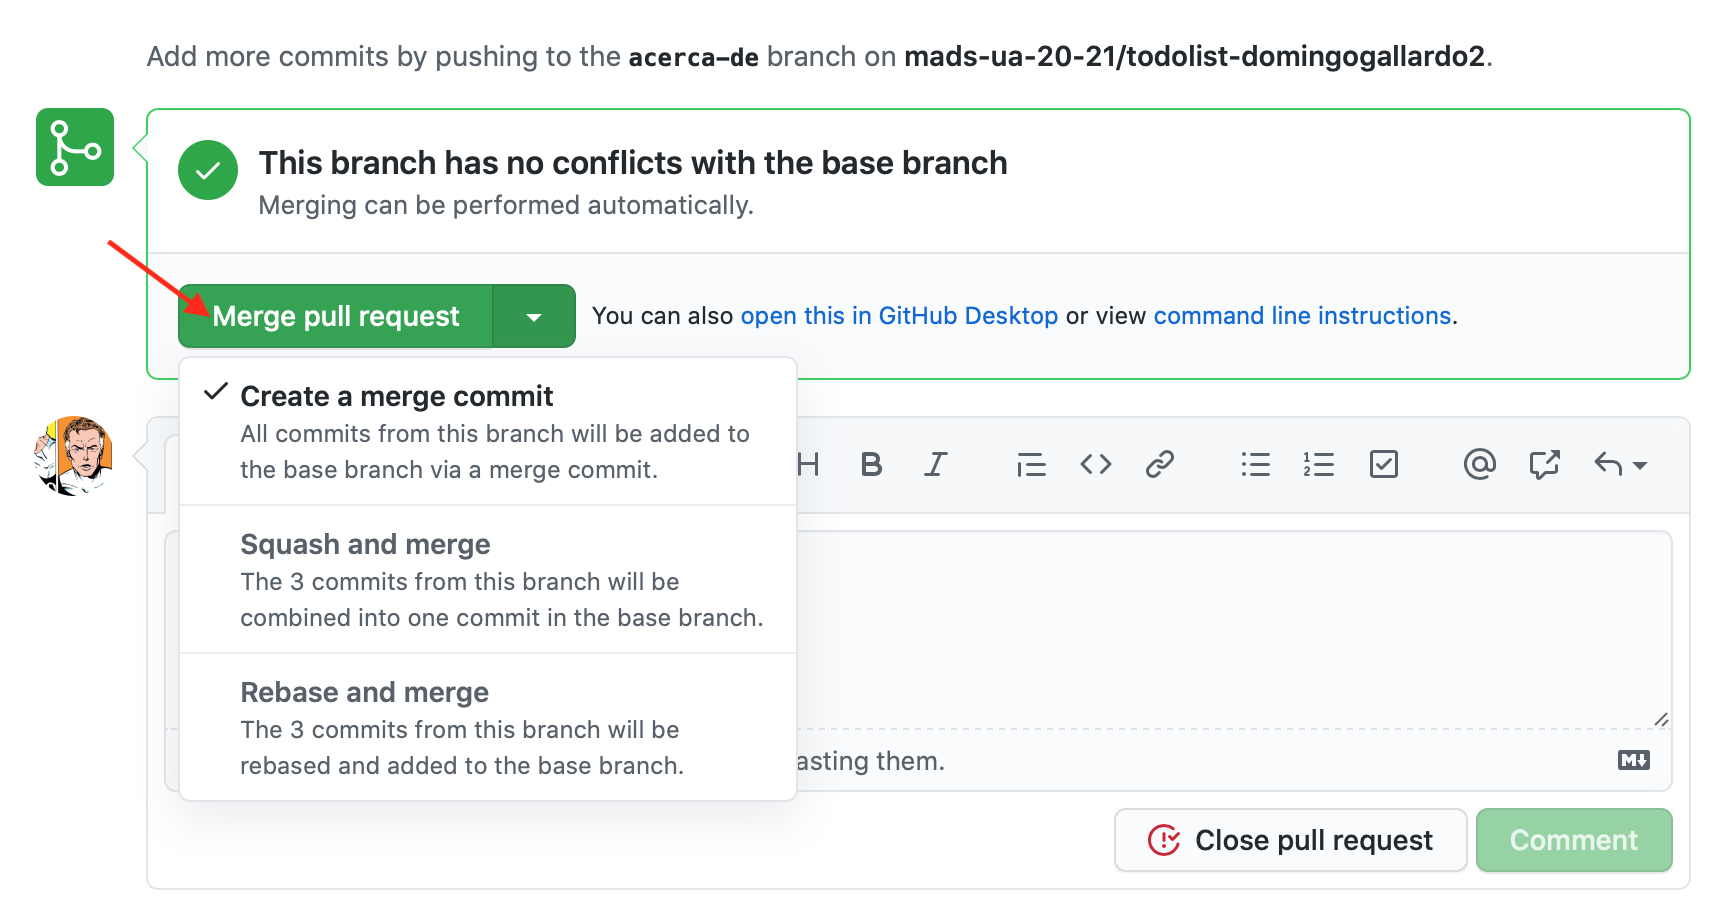 Add more commits by pushing to the acerca-de branch on mads-ua-20-21/todolist-domingogallardo2.
This branch has no conflicts with the base branch
Merging can be performed automatically.
Merge pull request
You can also open this in GitHub Desktop or view command line instructions.
Create a merge commit
All commits from this branch will be added to
the base branch via a merge commit.
Squash and merge
The 3 commits from this branch will be
combined into one commit in the base branch.
Rebase and merge
The 3 commits from this branch will be
rebased and added to the base branch.
asting them.
Close pull request
Comment